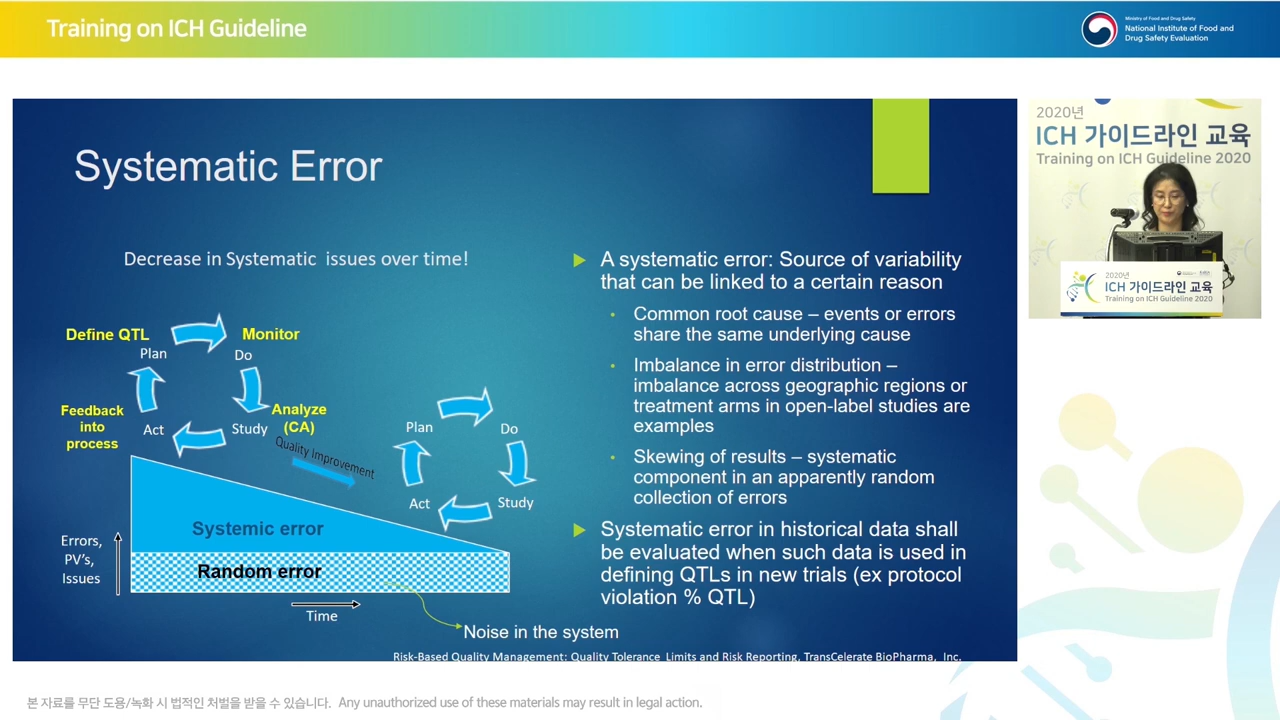 Training on ICH Guideline
Ministry of Food and Drug Safety
National Institute of Food and
Drug Safety Evaluation
Systematic Error
Decrease in Systematic issues over time!
Define QTL
Monitor
Plan
Do
Feedback
into
process
Act
Study
Analyze
(CA)
Quality Improvement
Plan
Do
Act
Study
Systemic error
Random error
Errors,
PV's,
Issues
Time
Noise in the system
A systematic error: Source of variability
that can be linked to a certain reason
Common root cause – events or errors
share the same underlying cause
Imbalance in error distribution –
imbalance across geographic regions or
treatment arms in open-label studies are
examples
Skewing of results – systematic
component in an apparently random
collection of errors
Systematic error in historical data shall
be evaluated when such data is used in
defining QTLs in new trials (ex protocol
violation % QTL)
Risk-Based Quality Management: Quality Tolerance Limits and Risk Reporting, TransCelerate BioPharma, Inc.
2020년
ICH 가이드라인 교육
Training on ICH Guideline 2020
2020년
ICH 가이드라인 교육
Training on ICH Guideline 2020
본 자료를 무단 도용/녹화 시 법적인 처벌을 받을 수 있습니다. Any unauthorized use of these materials may result in legal action.